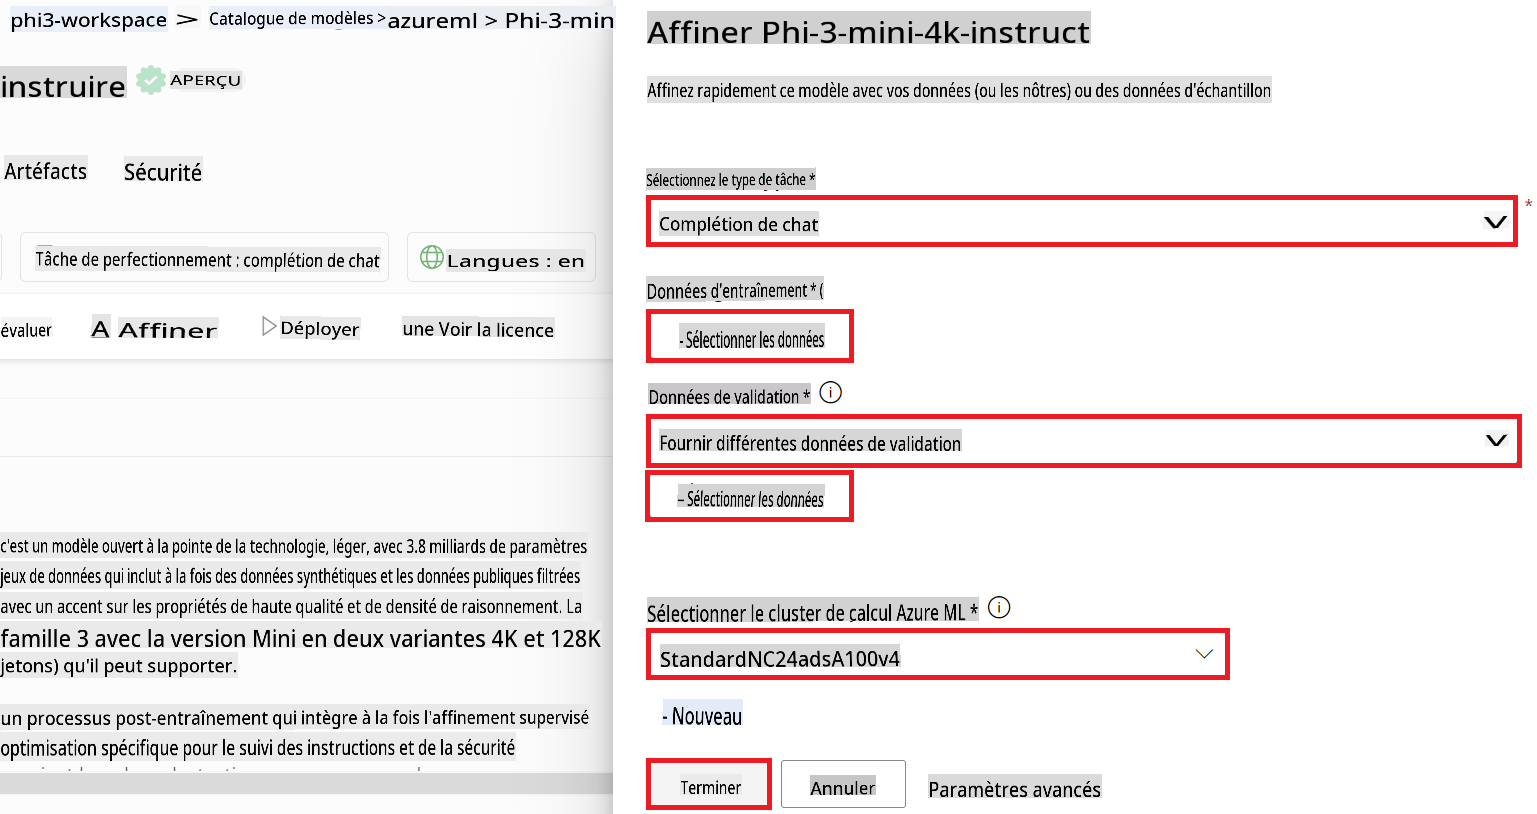 phi3-workspace > Catalogue de modèles > azureml > Phi-3-min
instruire APERÇU
Artéfacts Sécurité
Tâche de perfectionnement : complétion de chat Langues : en
évaluer A Affiner Déployer une Voir la licence
c'est un modèle ouvert à la pointe de la technologie, léger, avec 3.8 milliards de paramètres
jeux de données qui inclut à la fois des données synthétiques et les données publiques filtrées
avec un accent sur les propriétés de haute qualité et de densité de raisonnement. La
famille 3 avec la version Mini en deux variantes 4K et 128K
jetons) qu'il peut supporter.
un processus post-entraînement qui intègre à la fois l'affinement supervisé
optimisation spécifique pour le suivi des instructions et de la sécurité
Affiner Phi-3-mini-4k-instruct
Affinez rapidement ce modèle avec vos données (ou les nôtres) ou des données d'échantillon
Sélectionnez le type de tâche *
Complétion de chat *
Données d'entraînement * (
- Sélectionner les données
Données de validation *
Fournir différentes données de validation
– Sélectionner les données
Sélectionner le cluster de calcul Azure ML *
StandardNC24adsA100v4
- Nouveau
Terminer Annuler Paramètres avancés